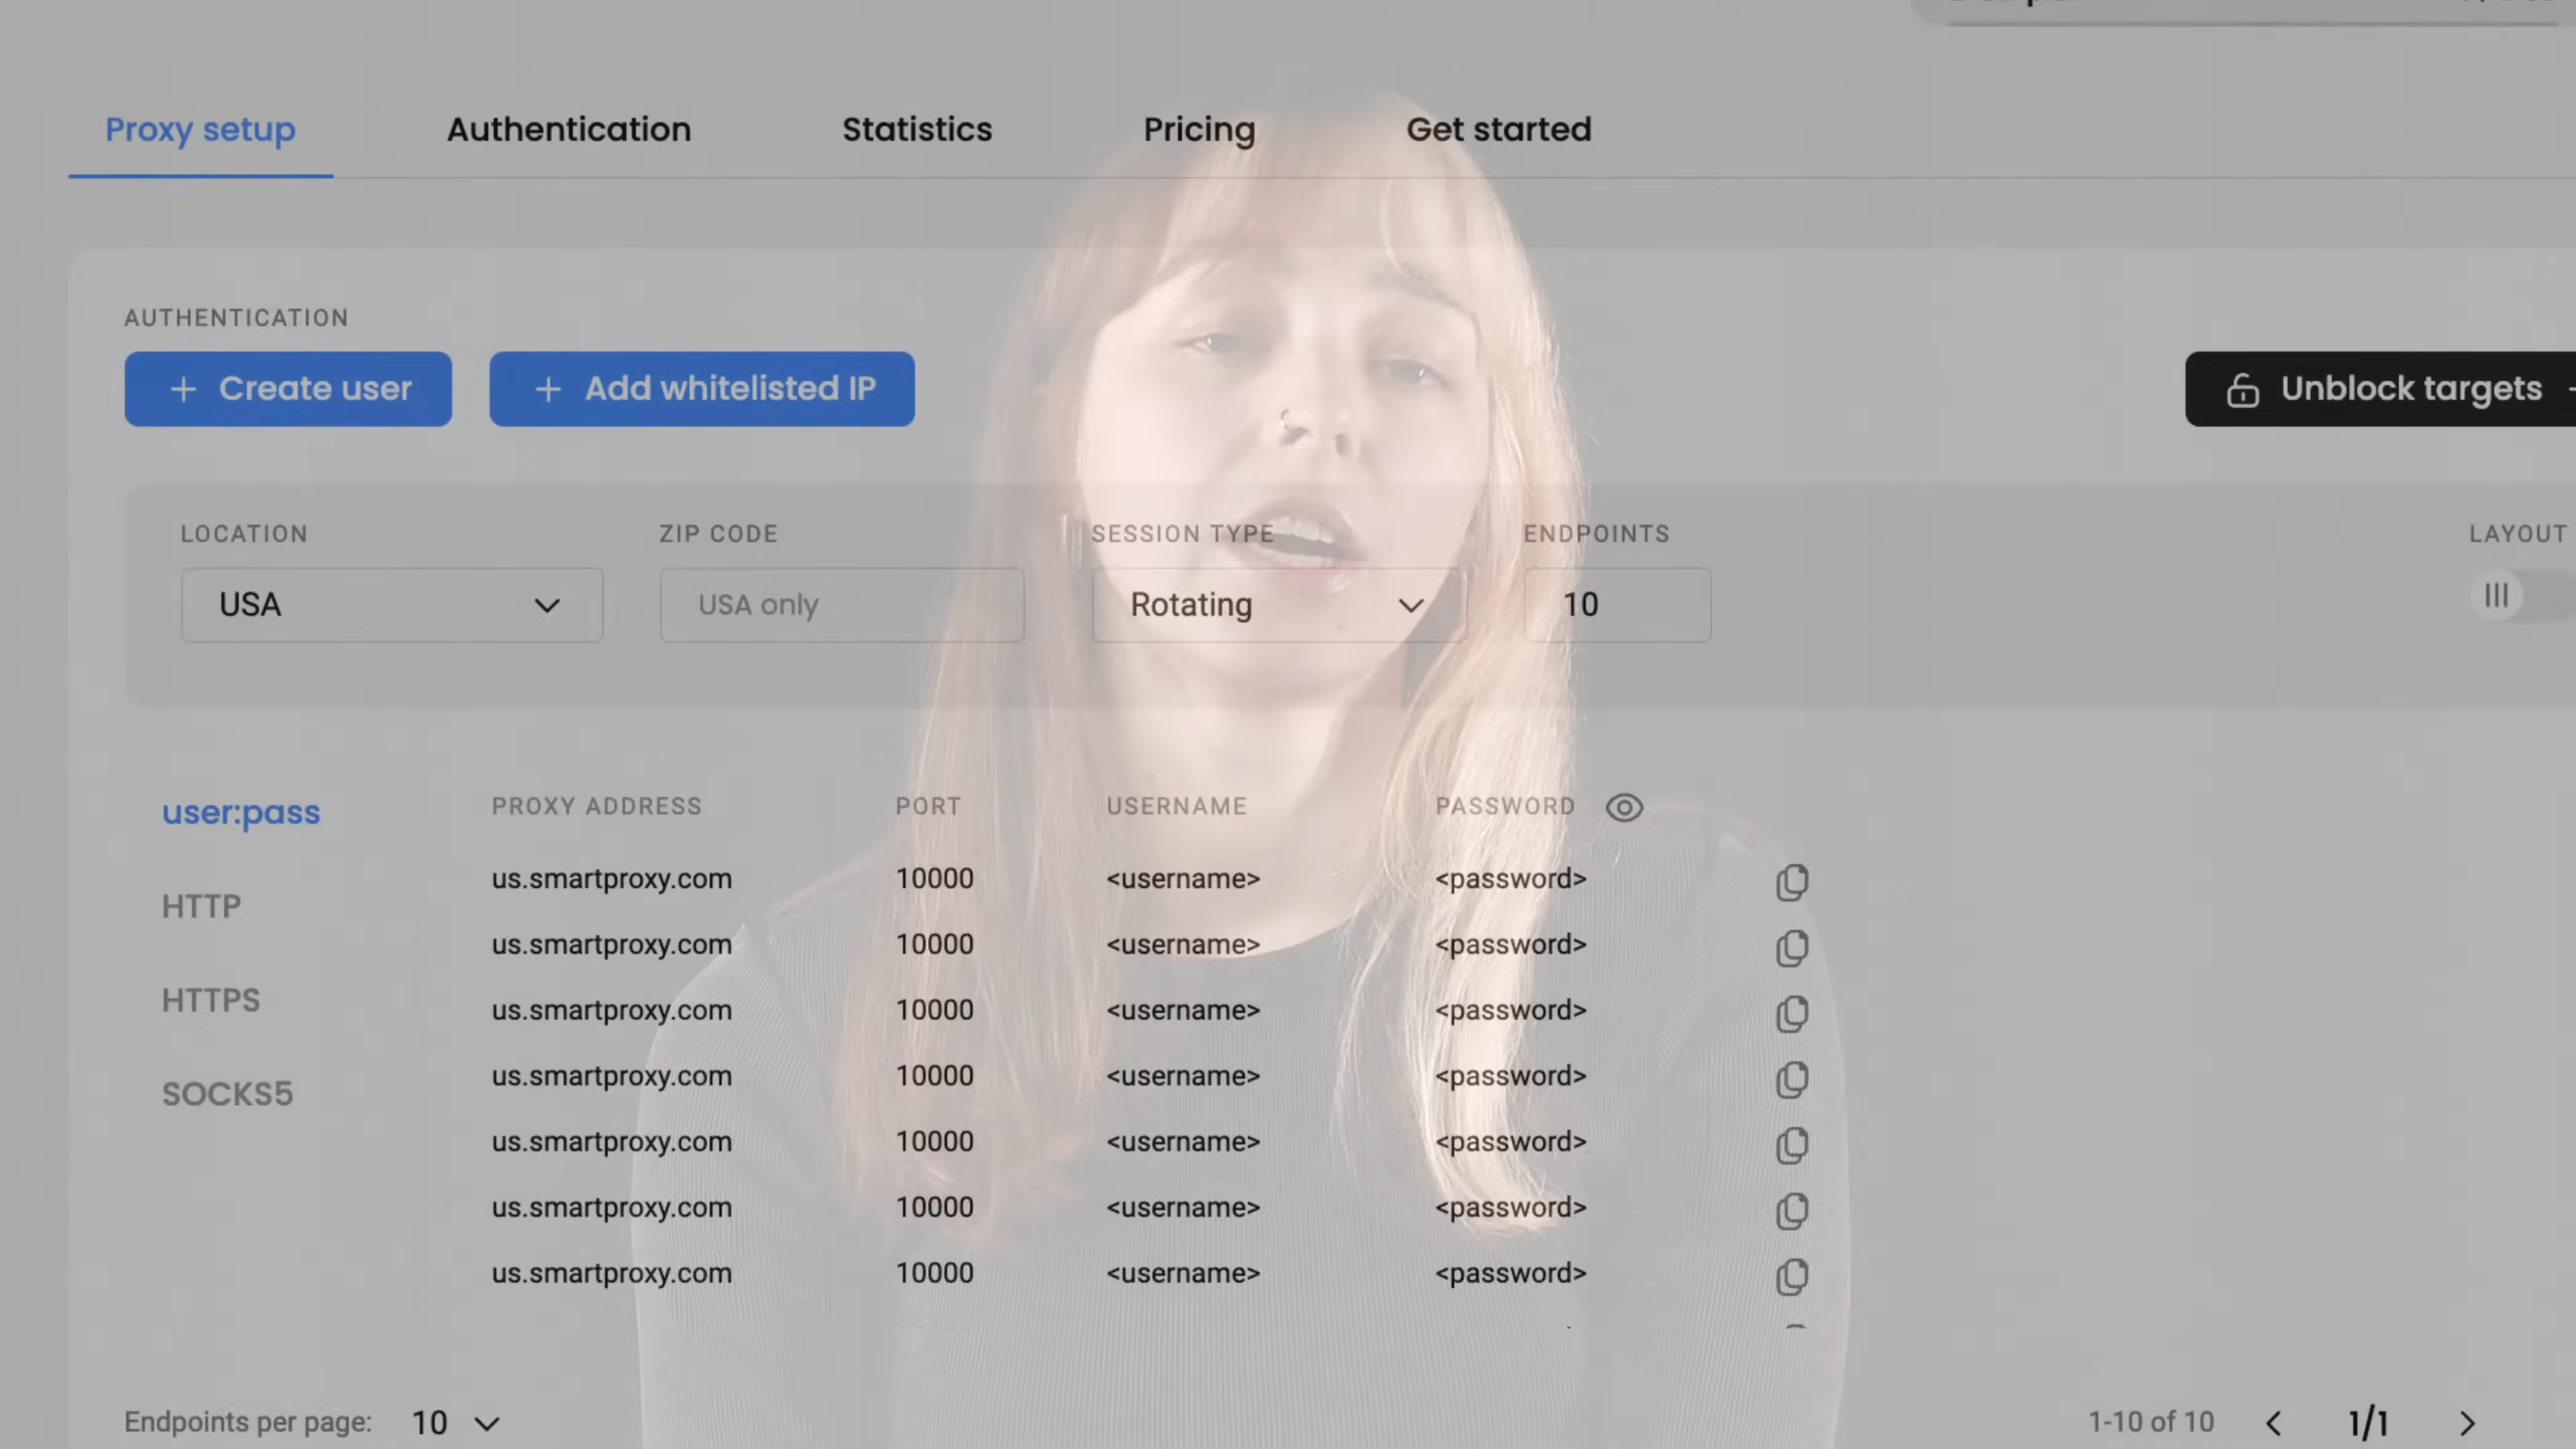 Proxy setup Authentication Statistics Pricing Get started
AUTHENTICATION
+ Create user + Add whitelisted IP Unblock targets
LOCATION ZIP CODE SESSION TYPE ENDPOINTS LAYOUT
USA USA only Rotating 10
user:pass PROXY ADDRESS PORT USERNAME PASSWORD
us.smartproxy.com 10000 <username> <password>
HTTP
us.smartproxy.com 10000 <username> <password>
HTTPS us.smartproxy.com 10000 <username> <password>
us.smartproxy.com 10000 <username> <password>
SOCKS5
us.smartproxy.com 10000 <username> <password>
us.smartproxy.com 10000 <username> <password>
us.smartproxy.com 10000 <username> <password>
Endpoints per page: 10 1-10 of 10 < 1/1 >